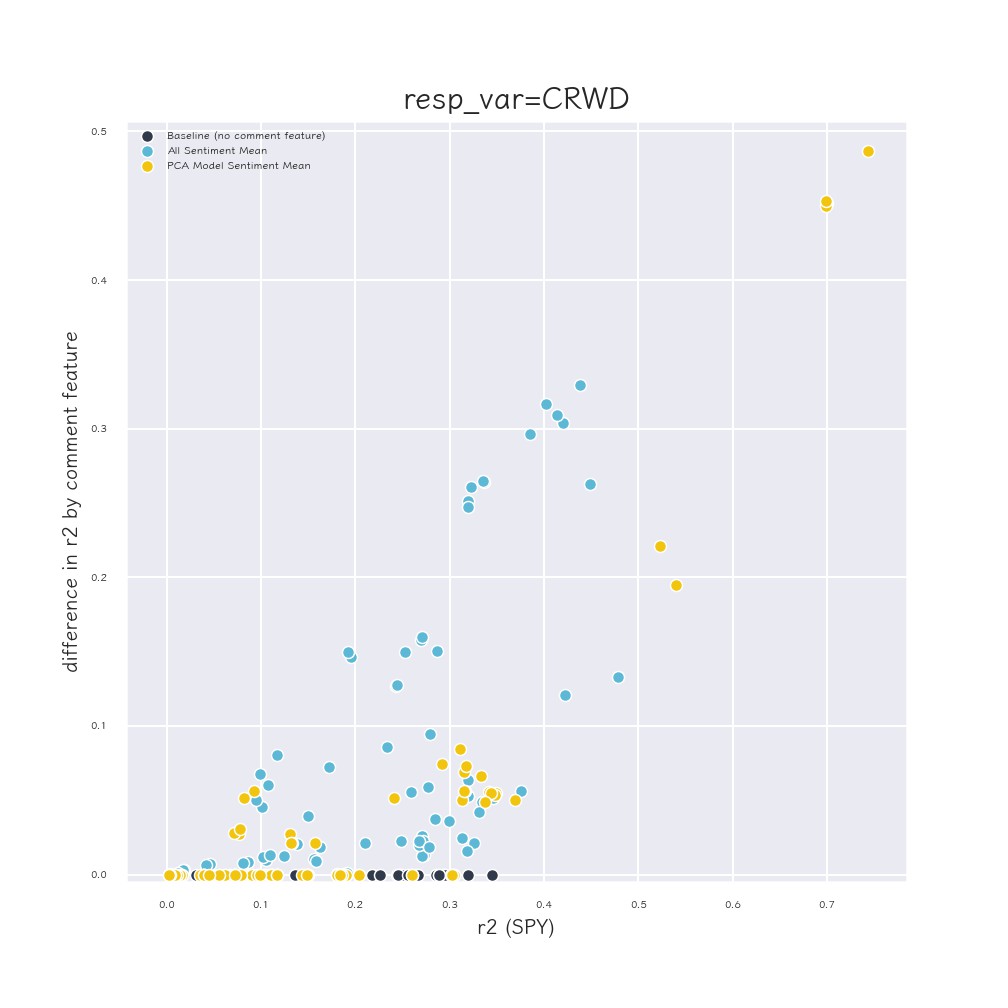 resp_var=CRWD
Baseline (no comment feature)
All Sentiment Mean
PCA Model Sentiment Mean
difference in r2 by comment feature
0.5
0.4
0.3
0.2
0.1
0.0
0.0 0.1 0.2 0.3 0.4 0.5 0.6 0.7
r2 (SPY)